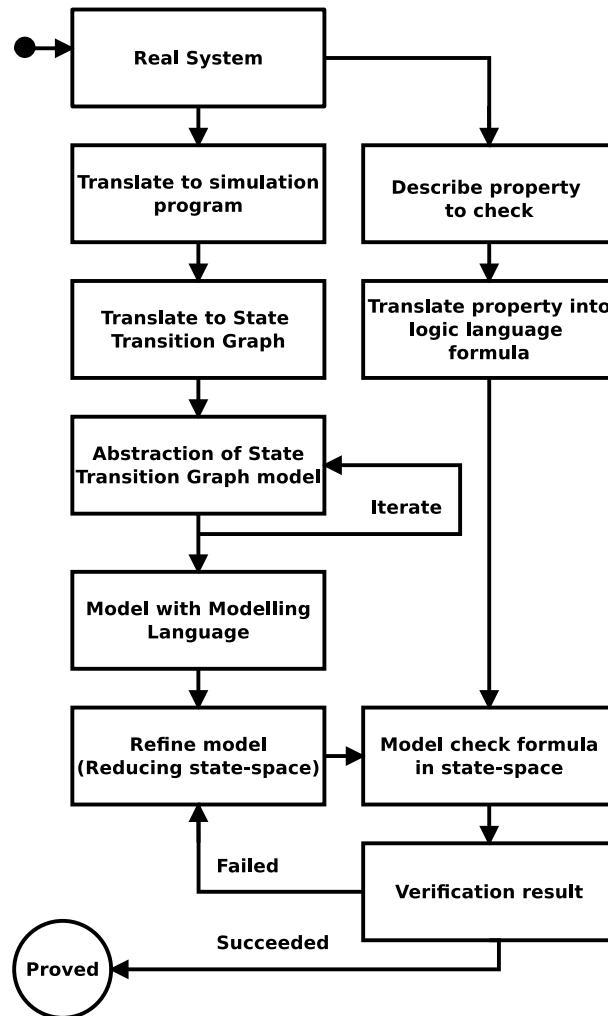 Real System
Translate to simulation
program
Describe property
to check
Translate to State
Transition Graph
Translate property into
logic language
formula
Abstraction of State
Transition Graph model
Iterate
Model with Modelling
Language
Refine model
(Reducing state-space)
Model check formula
in state-space
Failed
Verification result
Succeeded
Proved